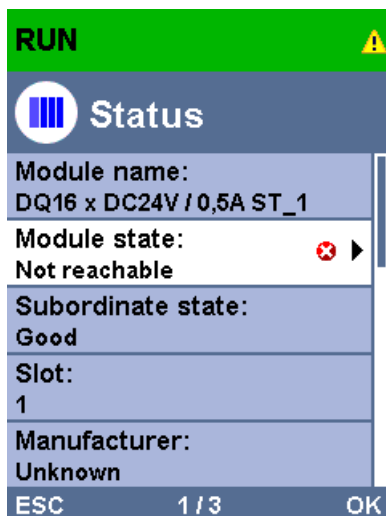 RUN
Status
Module name:
DQ16 x DC24V / 0,5A ST_1
Module state:
Not reachable
Subordinate state:
Good
Slot:
1
Manufacturer:
Unknown
ESC 1 / 3 OK